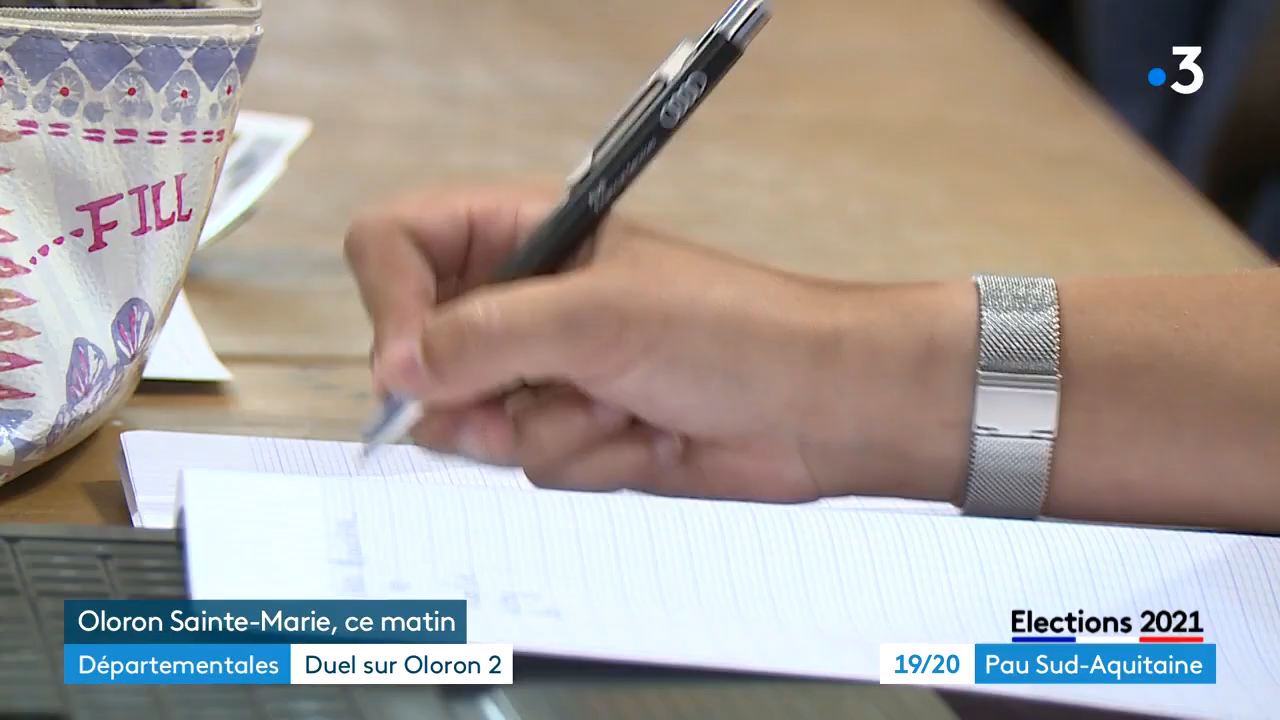 3
....FILL
Oloron Sainte-Marie, ce matin
Départementales Duel sur Oloron 2
Elections 2021
19/20 Pau Sud-Aquitaine